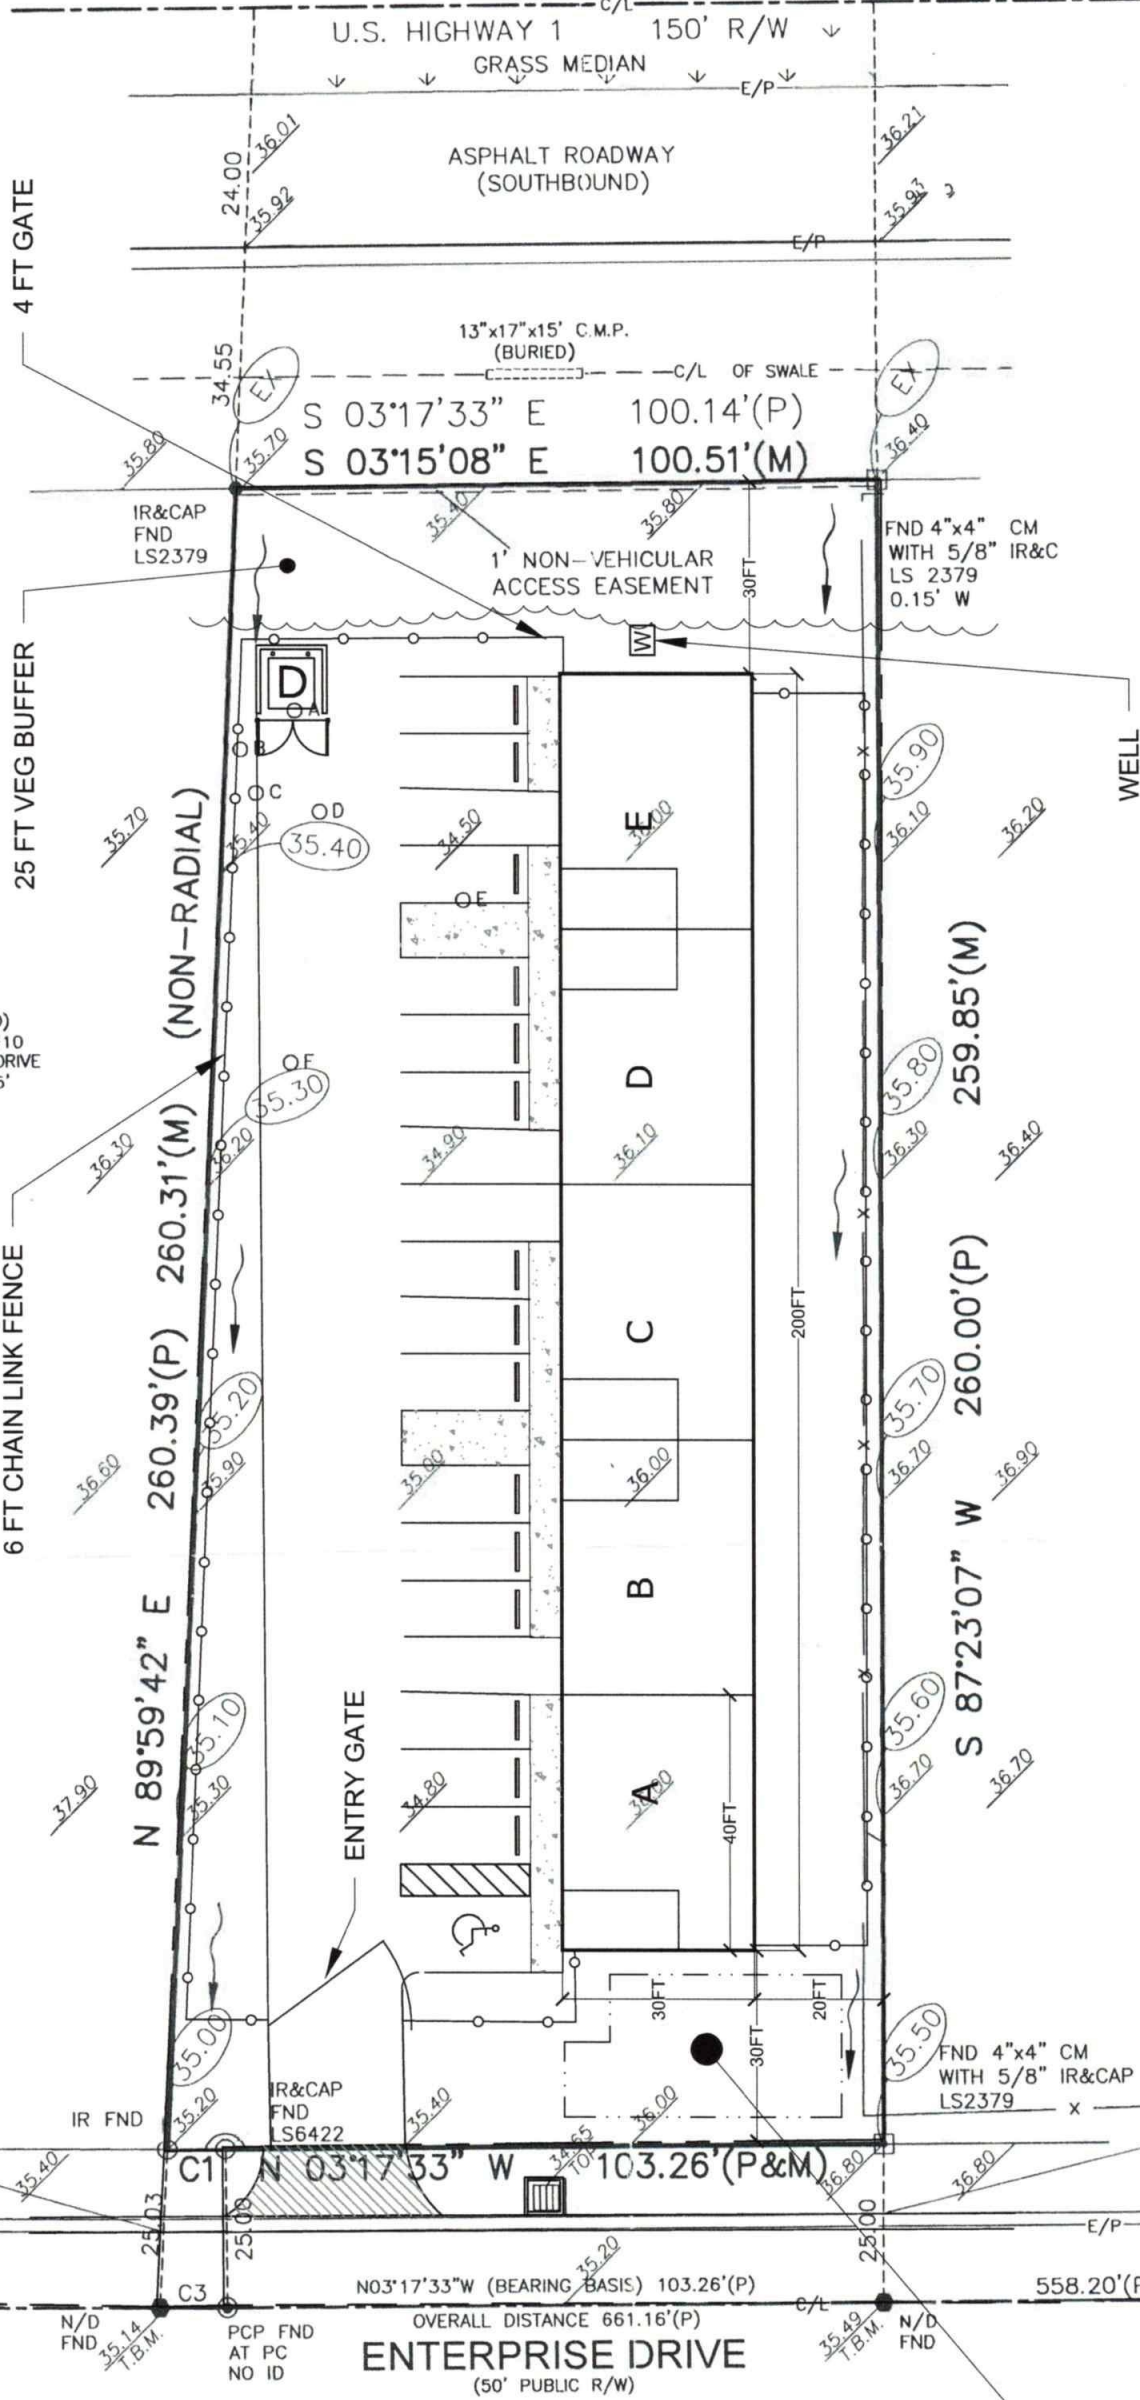 C/L
U.S. HIGHWAY 1 150' R/W
GRASS MEDIAN
E/P
36.01
36.21
24.00
ASPHALT ROADWAY
(SOUTHBOUND)
35.92
35.93
E/P
4 FT GATE
13"x17"x15' C.M.P.
(BURIED)
34.55
EX
C/L OF SWALE
EX
S 03°17'33" E 100.14'(P)
35.80
35.70
36.40
S 03°15'08" E 100.51'(M)
IR&CAP
FND
LS2379
35.40
35.80
FND 4"x4" CM
WITH 5/8" IR&C
LS 2379
0.15' W
1' NON-VEHICULAR
ACCESS EASEMENT
30FT
25 FT VEG BUFFER
W
WELL
D
A
B
C
D
35.90
35.70
35.40
35.40
34.50
E
36.10
36.20
E
(NON-RADIAL)
10
DRIVE
F
35.30
D
35.80
259.85'(M)
36.30
36.20
34.90
36.10
36.30
36.40
260.31'(M)
6 FT CHAIN LINK FENCE
C
200FT
260.39'(P)
260.00'(P)
35.20
35.70
36.60
35.90
35.00
36.00
36.70
36.90
B
N 89°59'42" E
S 87°23'07" W
35.10
35.60
37.90
35.30
34.80
A
36.70
36.70
ENTRY GATE
40FT
30FT
20FT
35.00
30FT
35.50
FND 4"x4" CM
WITH 5/8" IR&CAP
LS2379
X
IR FND
35.20
IR&CAP
FND
LS6422
35.40
36.00
35.40
C1 N 03°17'33" W 103.26'(P&M)
34.65
TOP
36.80
36.80
25.03
25.00
25.00
E/P
35.20
C3
N03°17'33"W (BEARING BASIS) 103.26'(P)
C/L
558.20'(P
N/D
FND
35.14
T.B.M.
PCP FND
AT PC
NO ID
OVERALL DISTANCE 661.16'(P)
35.49
T.B.M.
N/D
FND
ENTERPRISE DRIVE
(50' PUBLIC R/W)